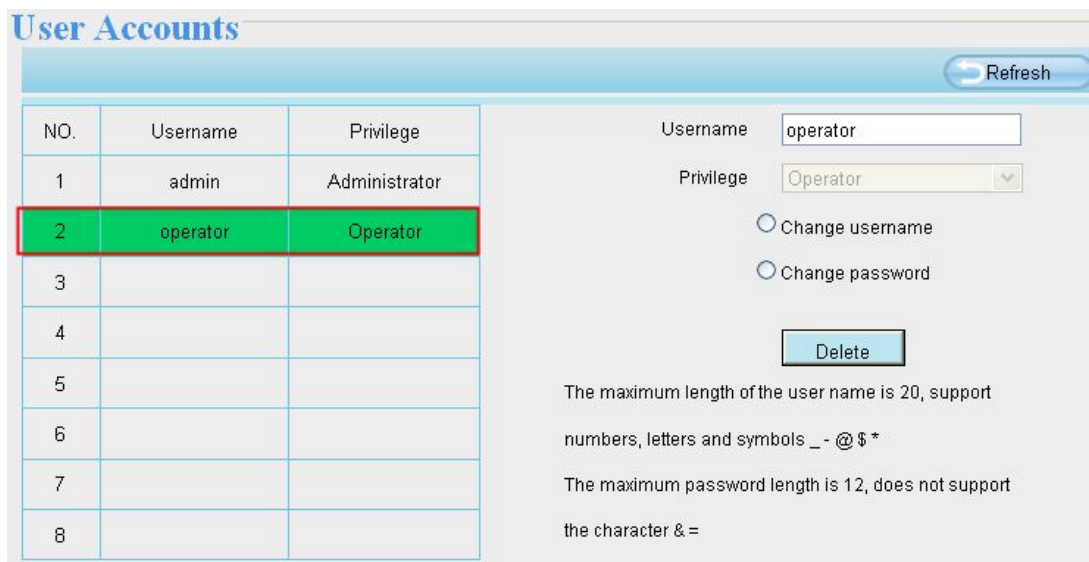 User Accounts
Refresh
NO. Username Privilege
1 admin Administrator
2 operator Operator
3
4
5
6
7
8
Username operator
Privilege Operator
Change username
Change password
Delete
The maximum length of the user name is 20, support
numbers, letters and symbols _ - @ $ *
The maximum password length is 12, does not support
the character & =